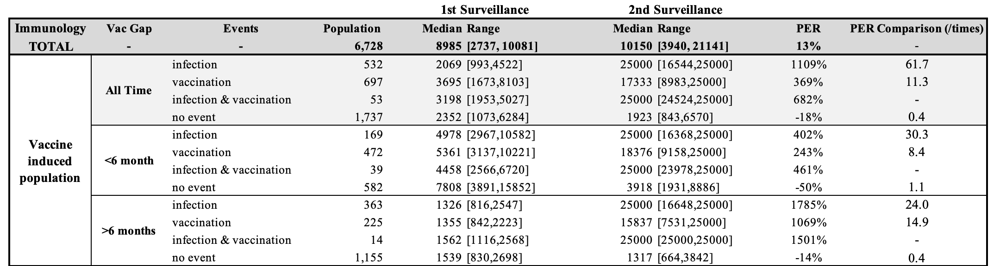 1st Surveillance 2nd Surveillance
Immunology Vac Gap Events Population Median Range Median Range PER PER Comparison (/times)
TOTAL - - 6,728 8985 [2737, 10081] 10150 [3940, 21141] 13% -
infection 532 2069 [993,4522] 25000 [16544,25000] 1109% 61.7
vaccination 697 3695 [1673,8103] 17333 [8983,25000] 369% 11.3
All Time
infection & vaccination 53 3198 [1953,5027] 25000 [24524,25000] 682% -
no event 1,737 2352 [1073,6284] 1923 [843,6570] -18% 0.4
infection 169 4978 [2967,10582] 25000 [16368,25000] 402% 30.3
Vaccine
vaccination 472 5361 [3137,10221] 18376 [9158,25000] 243% 8.4
induced <6 month
infection & vaccination 39 4458 [2566,6720] 25000 [23978,25000] 461% -
population
no event 582 7808 [3891,15852] 3918 [1931,8886] -50% 1.1
infection 363 1326 [816,2547] 25000 [16648,25000] 1785% 24.0
vaccination 225 1355 [842,2223] 15837 [7531,25000] 1069% 14.9
>6 months
infection & vaccination 14 1562 [1116,2568] 25000 [25000,25000] 1501% -
no event 1,155 1539 [830,2698] 1317 [664,3842] -14% 0.4